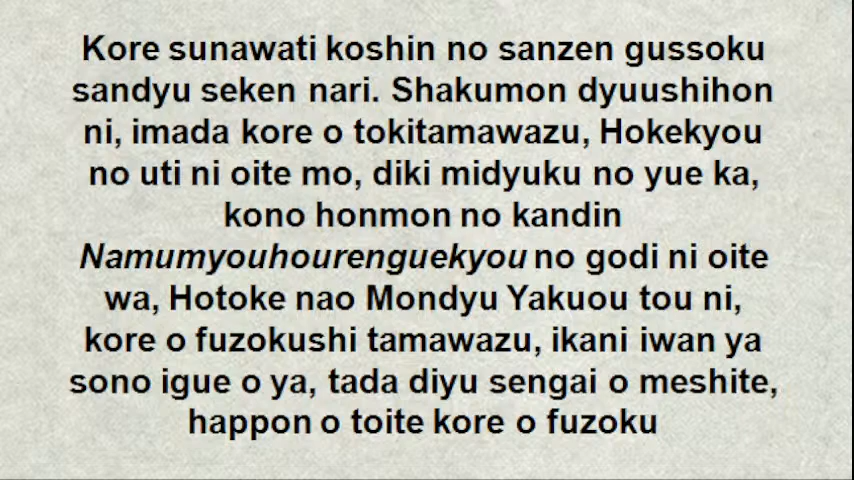 Kore sunawati koshin no sanzen gussoku
sandyu seken nari. Shakumon dyuushihon
ni, imada kore o tokitamawazu, Hokekyou
no uti ni oite mo, diki midyuku no yue ka,
kono honmon no kandin
Namumyouhourenguekyou no godi ni oite
wa, Hotoke nao Mondyu Yakuou tou ni,
kore o fuzokushi tamawazu, ikani iwan ya
sono igue o ya, tada diyu sengai o meshite,
happon o toite kore o fuzoku